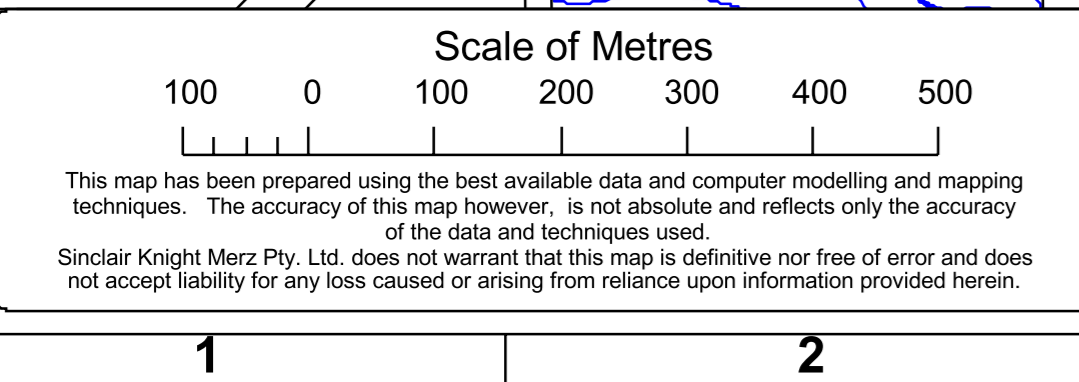 Scale of Metres
100 0 100 200 300 400 500
This map has been prepared using the best available data and computer modelling and mapping
techniques. The accuracy of this map however, is not absolute and reflects only the accuracy
of the data and techniques used.
Sinclair Knight Merz Pty. Ltd. does not warrant that this map is definitive nor free of error and does
not accept liability for any loss caused or arising from reliance upon information provided herein.
1 2